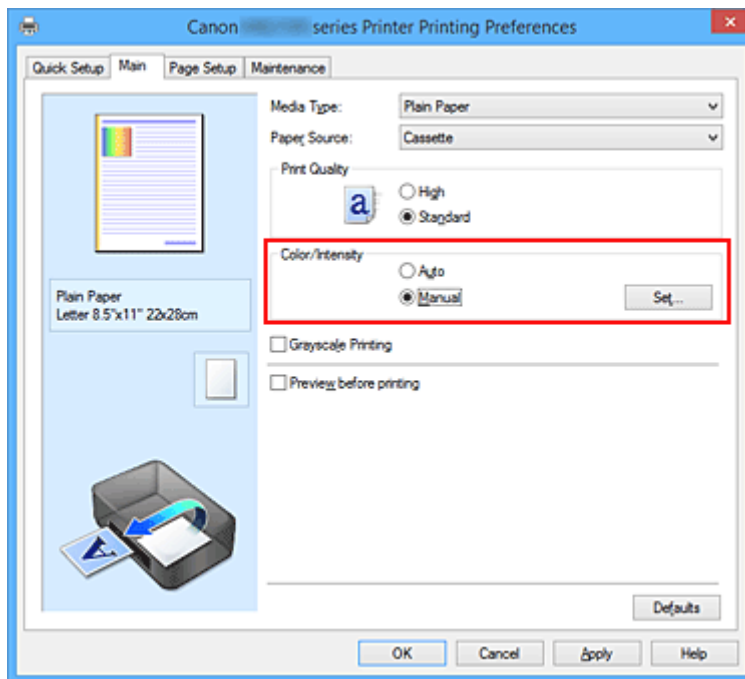 Canon series Printer Printing Preferences
Quick Setup Main Page Setup Maintenance
Media Type: Plain Paper
Paper Source: Cassette
Print Quality
a
High
Standard
Color/Intensity
Auto
Manual Set...
Plain Paper
Letter 8.5"x11" 22x28cm
Grayscale Printing
Preview before printing
A
Defaults
OK Cancel Apply Help